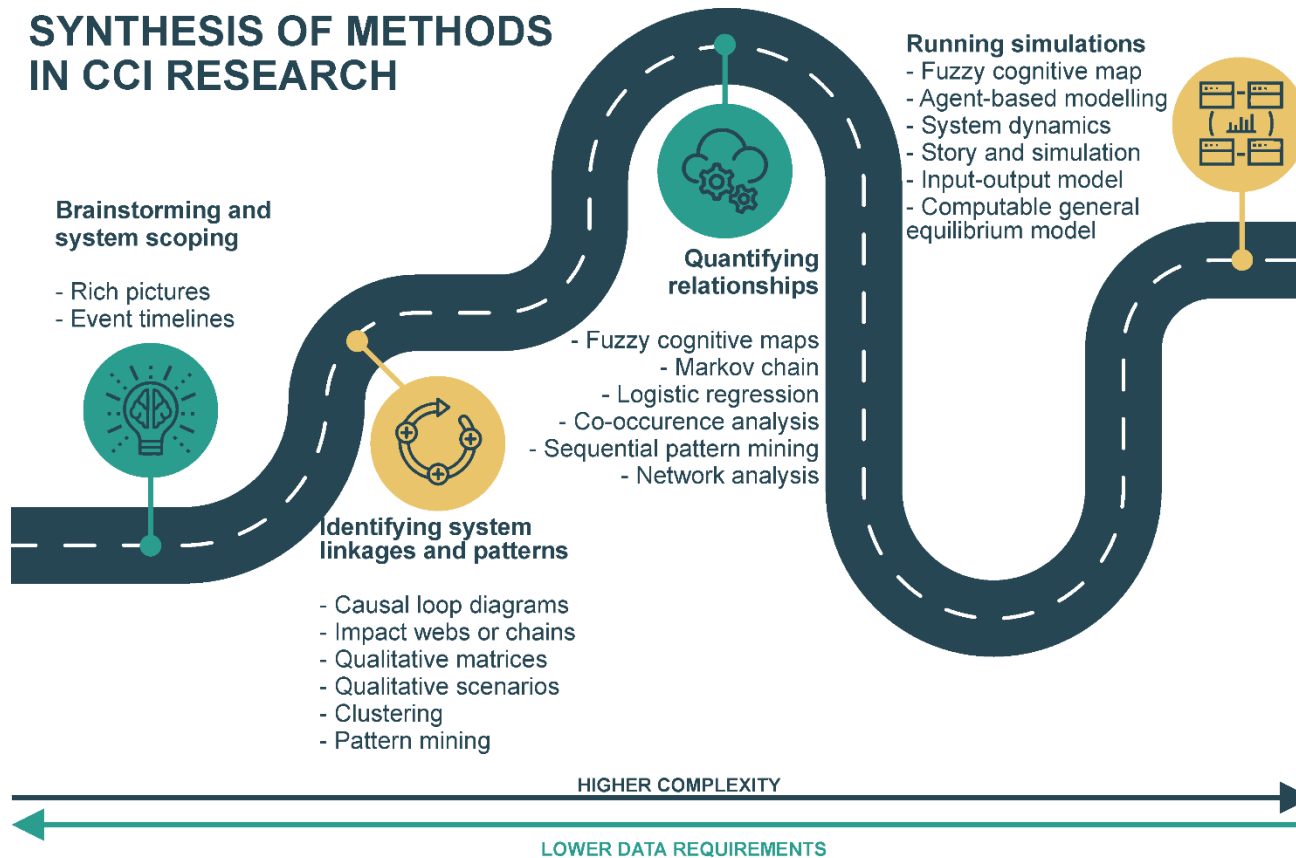 SYNTHESIS OF METHODS
IN CCI RESEARCH
Brainstorming and
system scoping
- Rich pictures
- Event timelines
Identifying system
linkages and patterns
- Causal loop diagrams
- Impact webs or chains
- Qualitative matrices
- Qualitative scenarios
- Clustering
- Pattern mining
Quantifying
relationships
- Fuzzy cognitive maps
- Markov chain
- Logistic regression
- Co-occurence analysis
- Sequential pattern mining
- Network analysis
Running simulations
- Fuzzy cognitive map
- Agent-based modelling
- System dynamics
- Story and simulation
- Input-output model
- Computable general
equilibrium model
HIGHER COMPLEXITY
LOWER DATA REQUIREMENTS